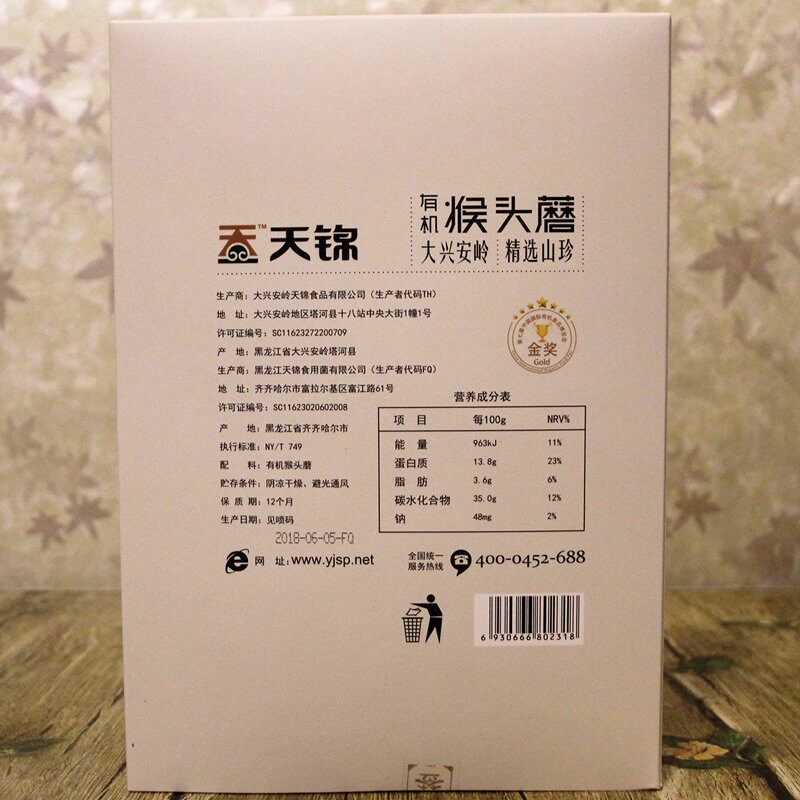 天锦™
有机 猴头蘑
大兴安岭 精选山珍
生产商：大兴安岭天锦食品有限公司（生产者代码TH）
地 址：大兴安岭地区塔河县十八站中央大街1幢1号
许可证编号：SC11623272200709
产 地：黑龙江省大兴安岭塔河县
生产商：黑龙江天锦食用菌有限公司（生产者代码FQ）
地 址：齐齐哈尔市富拉尔基区富江路61号
许可证编号：SC11623020602008
产 地：黑龙江省齐齐哈尔市
执行标准：NY/T 749
配 料：有机猴头蘑
贮存条件：阴凉干燥、避光通风
保 质 期：12个月
生产日期：见喷码
2018-06-05-FQ
金奖
Gold
营养成分表
项 目 每100g NRV%
能 量 963kJ 11%
蛋白质 13.8g 23%
脂 肪 3.6g 6%
碳水化合物 35.0g 12%
钠 48mg 2%
网 址：www.yjsp.net
全国统一
服务热线 400-0452-688
6 930666 802318